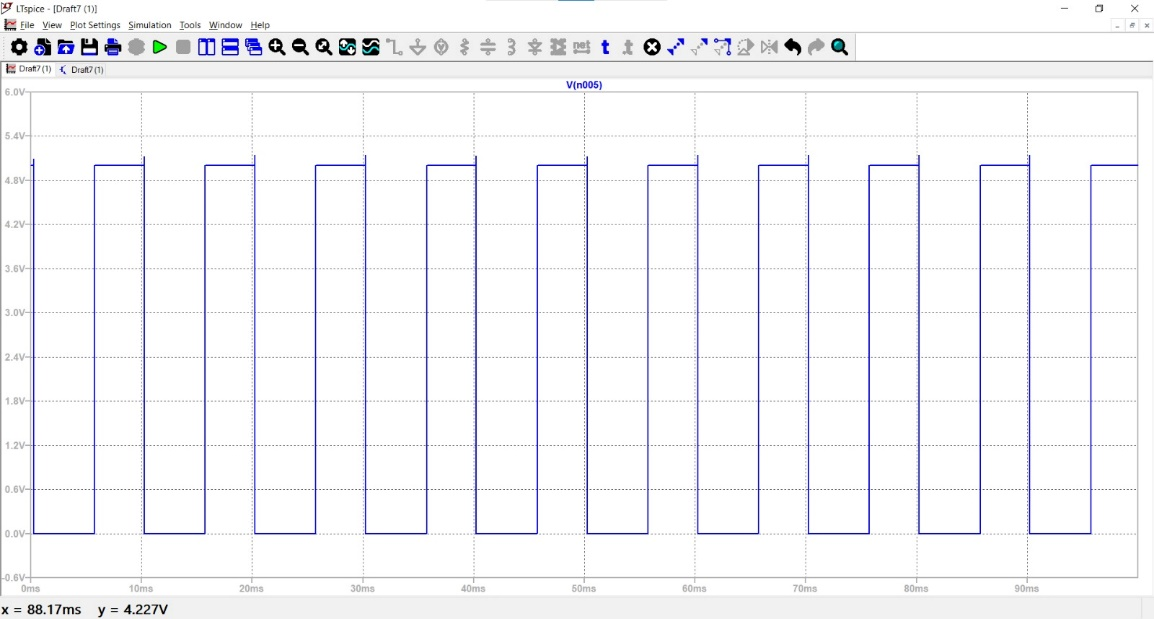 LTspice - [Draft7 (1)]
File View Plot Settings Simulation Tools Window Help
Draft7 (1) Draft7 (1)
V(n005)
6.0V
5.4V
4.8V
4.2V
3.6V
3.0V
2.4V
1.8V
1.2V
0.6V
0.0V
-0.6V
0ms 10ms 20ms 30ms 40ms 50ms 60ms 70ms 80ms 90ms
x = 88.17ms y = 4.227V